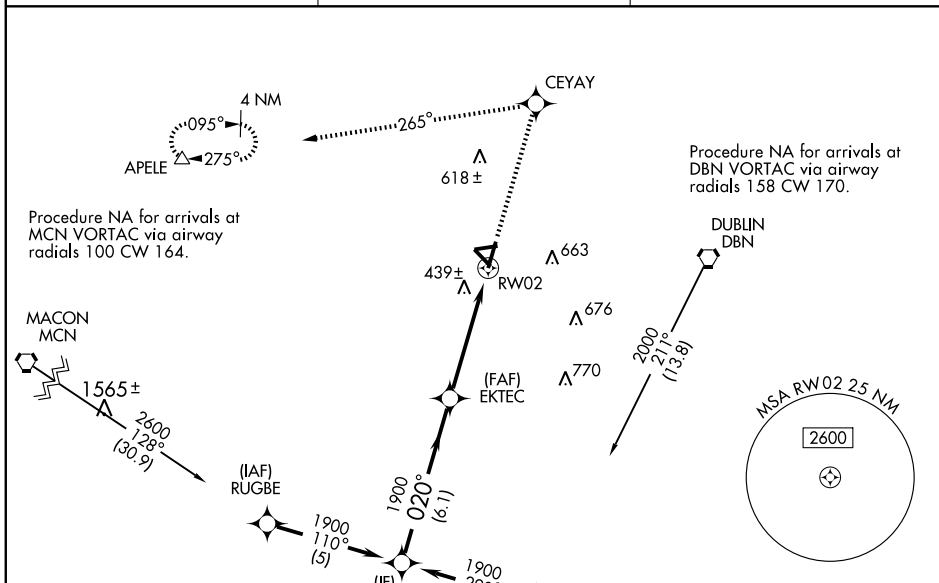 CEYAY
4 NM
095°
265°
APELE
275°
618 ±
Procedure NA for arrivals at
DBN VORTAC via airway
radials 158 CW 170.
Procedure NA for arrivals at
MCN VORTAC via airway
radials 100 CW 164.
DUBLIN
DBN
663
439 ±
RW02
676
MACON
MCN
2000
211°
(13.8)
770
1565 ±
(FAF)
EKTEC
MSA RW02 25 NM
2600
2600
128°
(30.9)
(IAF)
RUGBE
1900
020°
(6.1)
1900
110°
(5)
1900
(IF)